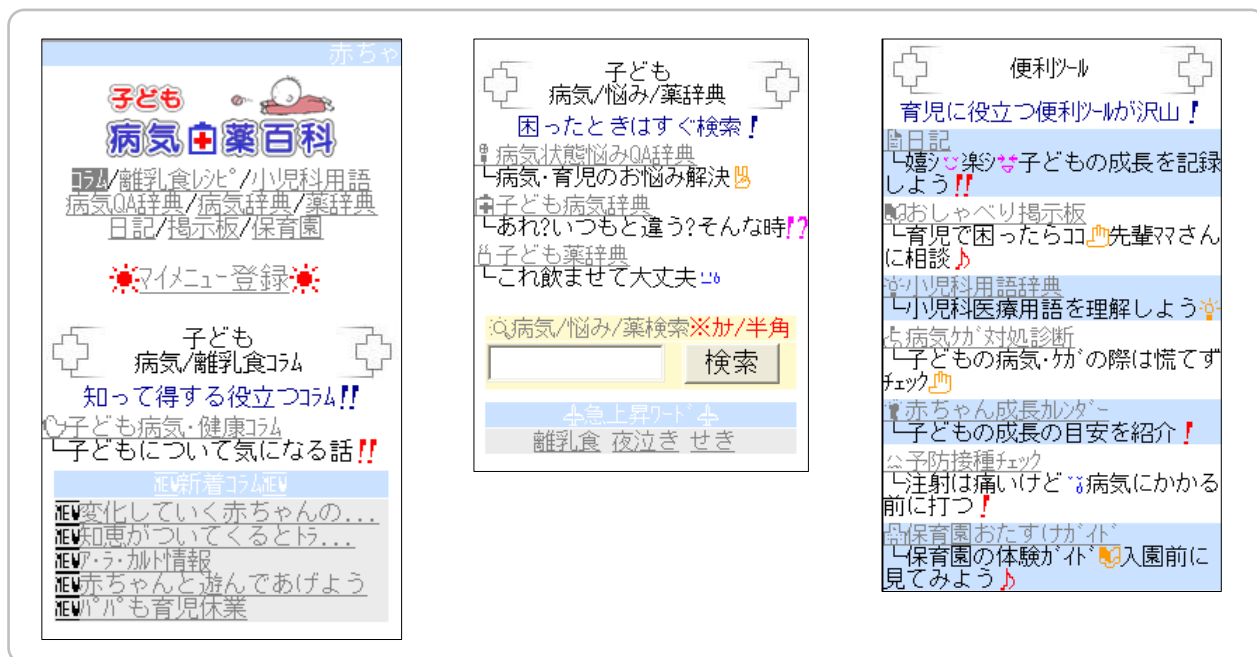 赤ちゃ
子ども
病気薬百科
ｺﾗﾑ/離乳食ﾚｼﾋﾟ/小児科用語
病気QA辞典/病気辞典/薬辞典
日記/掲示板/保育園
マイメニュー登録
子ども
病気/離乳食ｺﾗﾑ
知って得する役立つｺﾗﾑ!!
子ども病気・健康ｺﾗﾑ
┗子どもについて気になる話!!
NEW新着ｺﾗﾑNEW
NEW変化していく赤ちゃんの...
NEW知恵がついてくるとﾄﾗ...
NEWｱ・ﾗ・ｶﾙﾄ情報
NEW赤ちゃんと遊んであげよう
NEWﾊﾟﾊﾟも育児休業
子ども
病気/悩み/薬辞典
困ったときはすぐ検索!
病気状態悩みQA辞典
┗病気・育児のお悩み解決
子ども病気辞典
┗あれ?いつもと違う?そんな時!?
子ども薬辞典
┗これ飲ませて大丈夫
病気/悩み/薬検索※ｶﾅ/半角
検索
急上昇ﾜｰﾄﾞ
離乳食 夜泣き せき
便利ﾂｰﾙ
育児に役立つ便利ﾂｰﾙが沢山!
日記
┗嬉ｼ楽ｼ子どもの成長を記録
しよう!!
おしゃべり掲示板
┗育児で困ったらｺｺ先輩ﾏﾏさん
に相談♪
小児科用語辞典
┗小児科医療用語を理解しよう
病気ｹｶﾞ対処診断
┗子どもの病気・ｹｶﾞの際は慌てず
ﾁｪｯｸ
赤ちゃん成長ｶﾚﾝﾀﾞｰ
┗子どもの成長の目安を紹介!
予防接種ﾁｪｯｸ
┗注射は痛いけど病気にかかる
前に打つ!
保育園おたすけｶﾞｲﾄﾞ
┗保育園の体験ｶﾞｲﾄﾞ入園前に
見てみよう♪